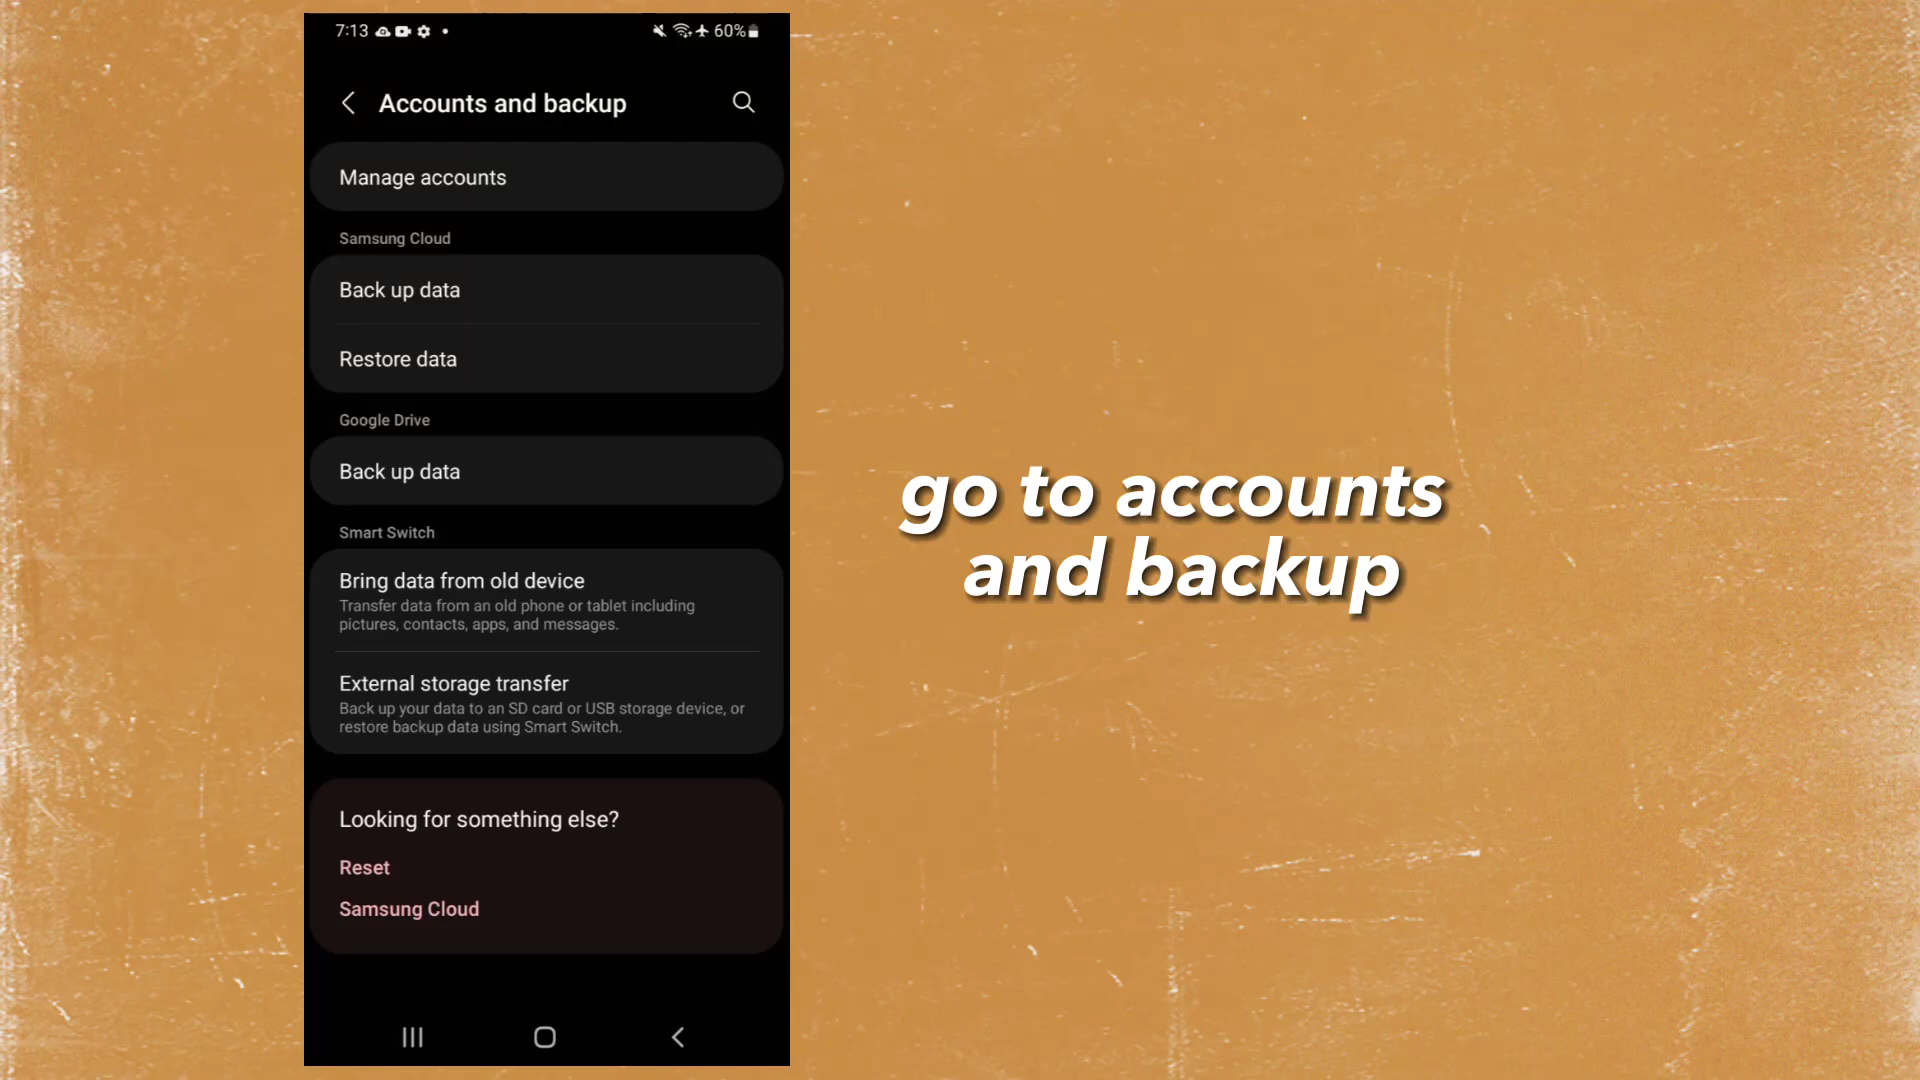 7:13
60%
Accounts and backup
Manage accounts
Samsung Cloud
Back up data
Restore data
Google Drive
Back up data
Smart Switch
Bring data from old device
Transfer data from an old phone or tablet including
pictures, contacts, apps, and messages.
External storage transfer
Back up your data to an SD card or USB storage device, or
restore backup data using Smart Switch.
Looking for something else?
Reset
Samsung Cloud
go to accounts
and backup